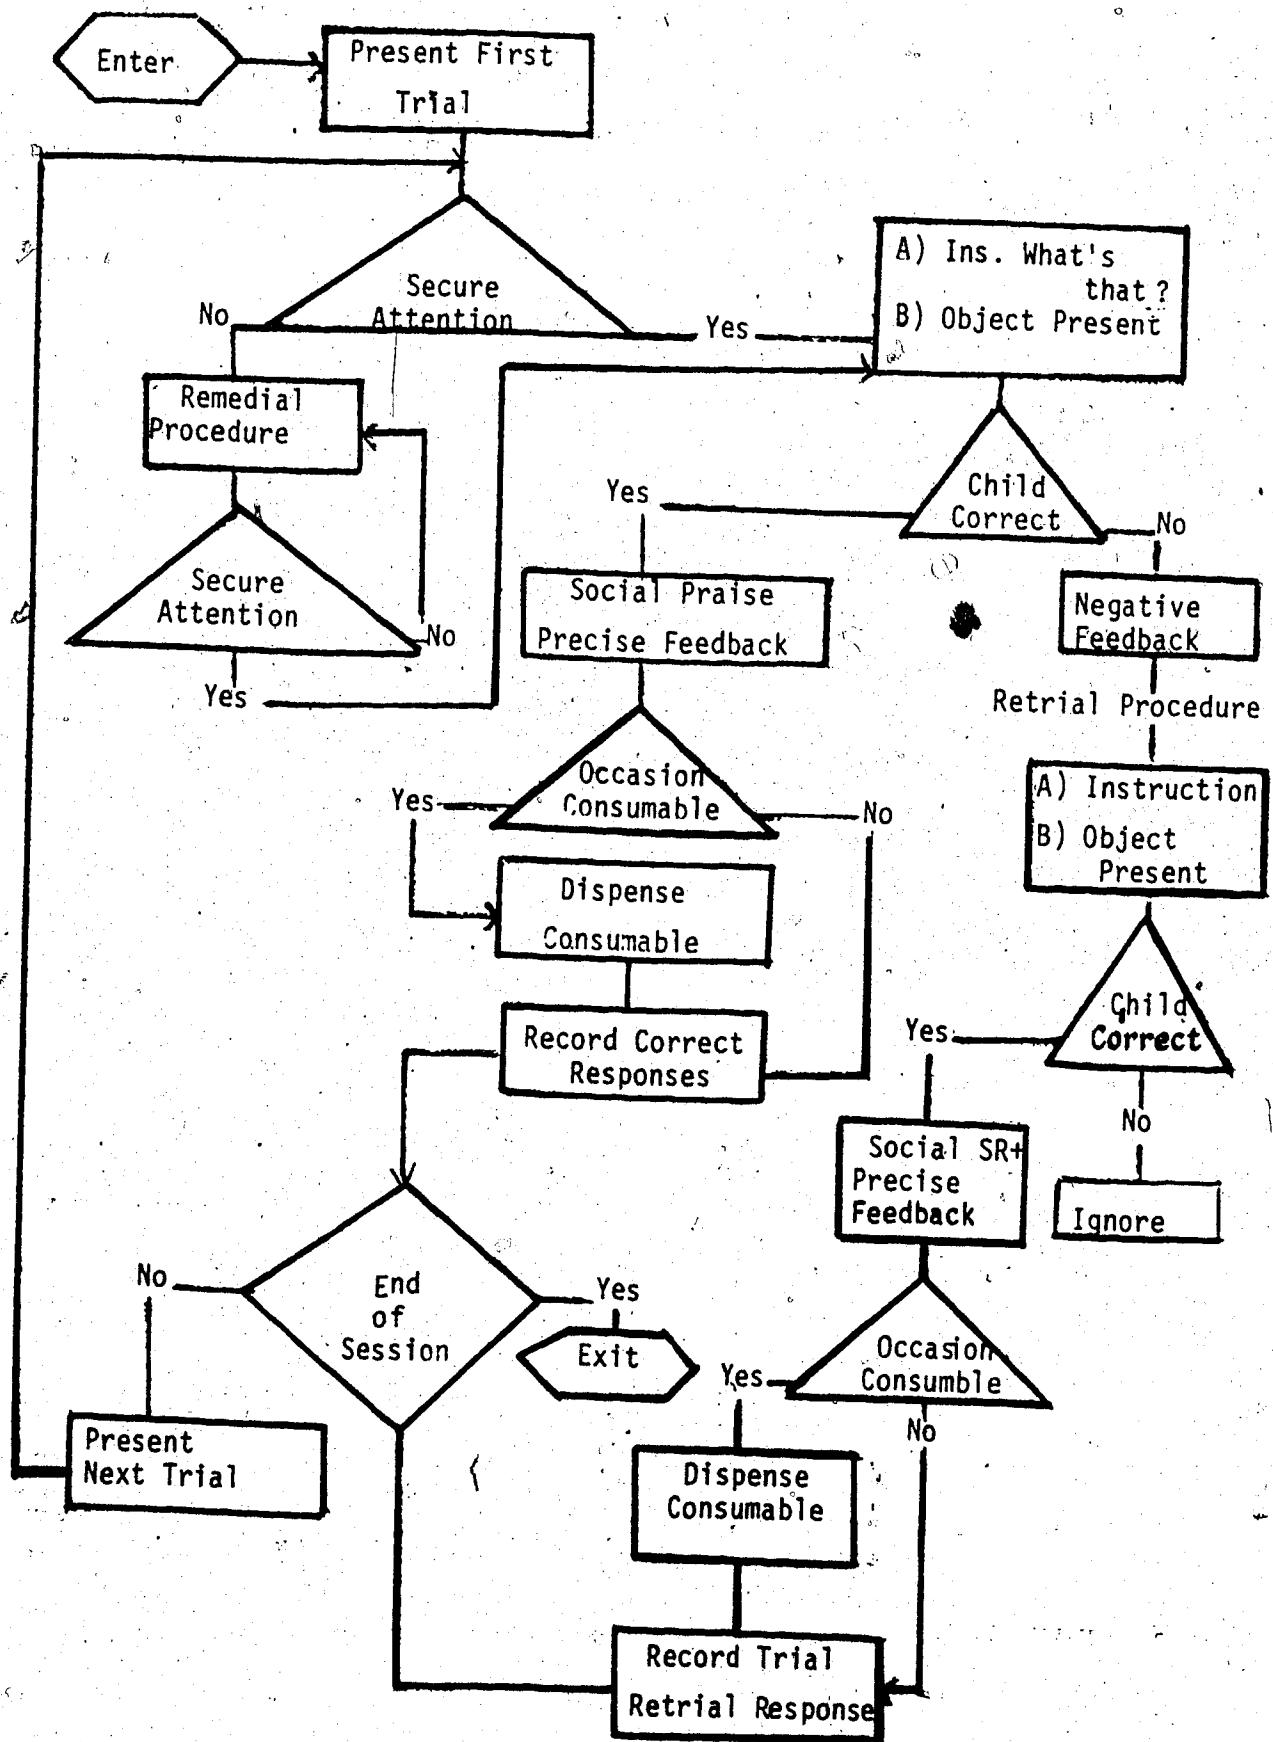 Enter
Present First
Trial
Secure
Attention
No
Yes
A) Ins. What's
that?
B) Object Present
Remedial
Procedure
Secure
Attention
No
Yes
Child
Correct
Yes
No
Social Praise
Precise Feedback
Negative
Feedback
Retrial Procedure
Occasion
Consumable
Yes
No
A) Instruction
B) Object
Present
Dispense
Consumable
Record Correct
Responses
Child
Correct
Yes
No
Social SR+
Precise
Feedback
Ignore
End
of
Session
No
Yes
Exit
Occasion
Consumble
Yes
No
Present
Next Trial
Dispense
Consumable
Record Trial
Retrial Response